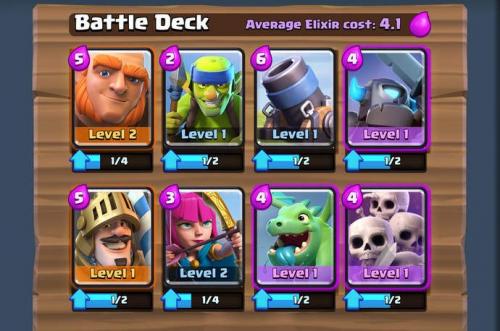 Battle Deck Average Elixir cost: 4.1
5 2 6 4
Level 2 Level 1 Level 1 Level 1
1/4 1/2 1/2 1/2
5 3 4 4
Level 1 Level 2 Level 1 Level 1
1/2 1/4 1/2 1/2